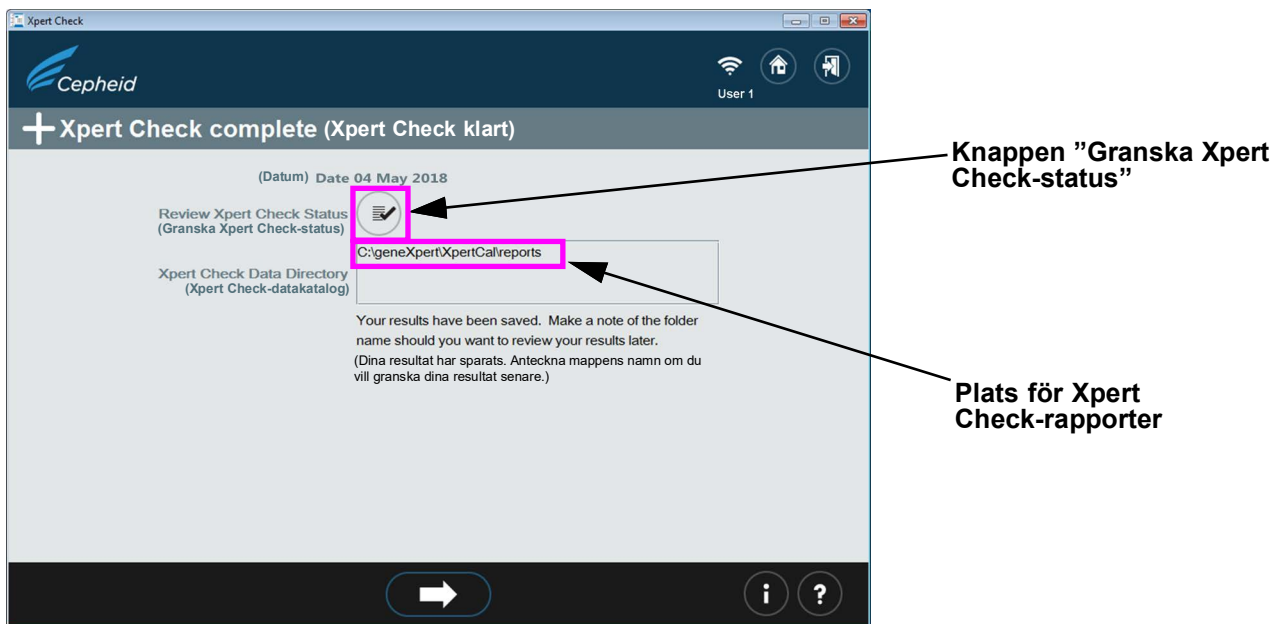 Xpert Check
Cepheid
User 1
Xpert Check complete (Xpert Check klart)
(Datum) Date 04 May 2018
Review Xpert Check Status
(Granska Xpert Check-status)
C:\geneXpert\XpertCal\reports
Xpert Check Data Directory
(Xpert Check-datakatalog)
Your results have been saved. Make a note of the folder
name should you want to review your results later.
(Dina resultat har sparats. Anteckna mappens namn om du
vill granska dina resultat senare.)
i ?
Knappen ”Granska Xpert
Check-status”
Plats för Xpert
Check-rapporter